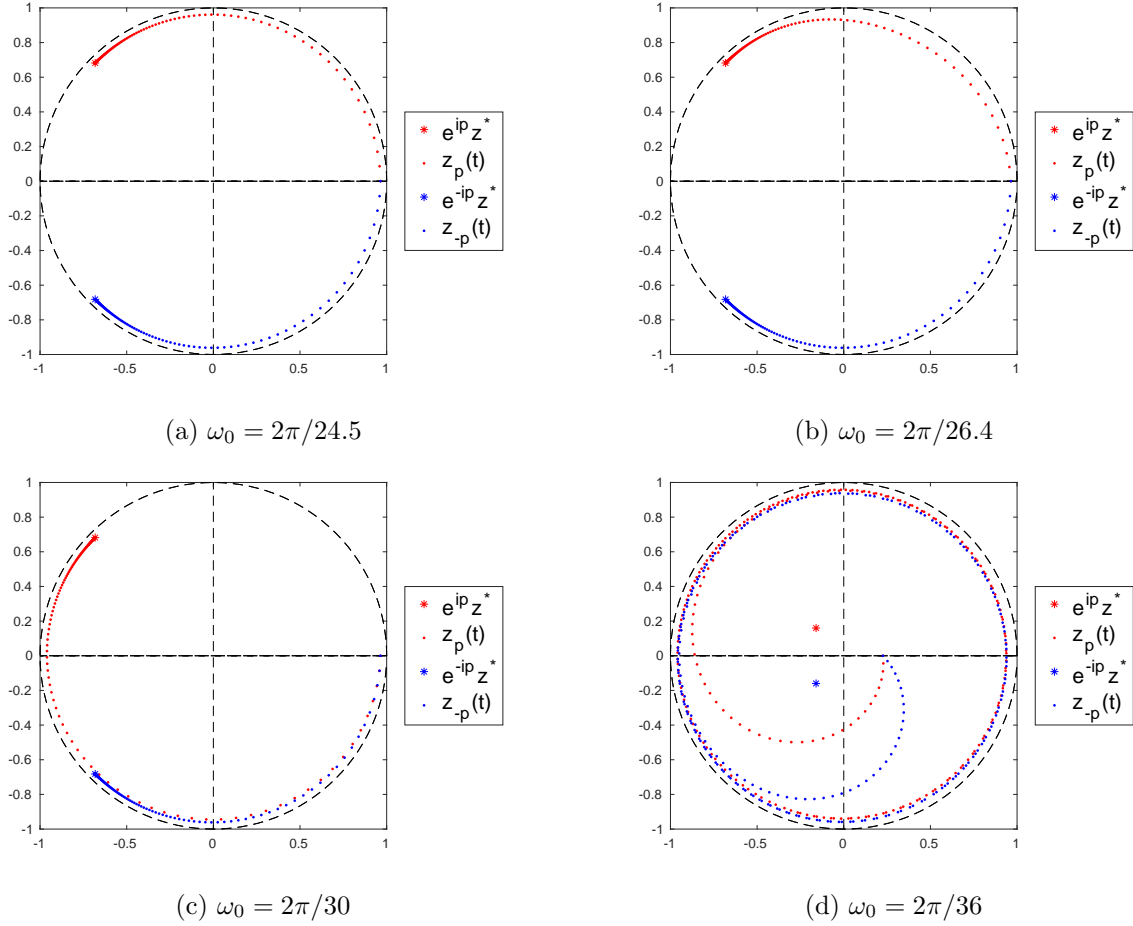 1
0.8
0.6
0.4
0.2
0
-0.2
-0.4
-0.6
-0.8
-1
-1 -0.5 0 0.5 1
e^{ip} z^*
z_p(t)
e^{-ip} z^*
z_{-p}(t)
(a) ω₀ = 2π/24.5
1
0.8
0.6
0.4
0.2
0
-0.2
-0.4
-0.6
-0.8
-1
-1 -0.5 0 0.5 1
e^{ip} z^*
z_p(t)
e^{-ip} z^*
z_{-p}(t)
(b) ω₀ = 2π/26.4
1
0.8
0.6
0.4
0.2
0
-0.2
-0.4
-0.6
-0.8
-1
-1 -0.5 0 0.5 1
e^{ip} z^*
z_p(t)
e^{-ip} z^*
z_{-p}(t)
(c) ω₀ = 2π/30
1
0.8
0.6
0.4
0.2
0
-0.2
-0.4
-0.6
-0.8
-1
-1 -0.5 0 0.5 1
e^{ip} z^*
z_p(t)
e^{-ip} z^*
z_{-p}(t)
(d) ω₀ = 2π/36